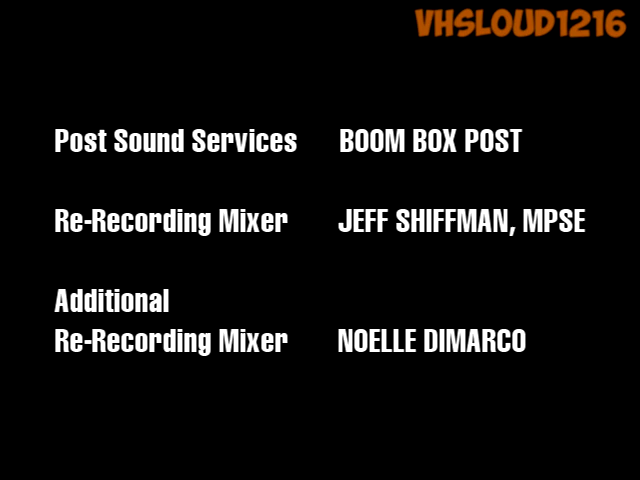 VHSLOUD1216
Post Sound Services BOOM BOX POST
Re-Recording Mixer JEFF SHIFFMAN, MPSE
Additional
Re-Recording Mixer NOELLE DIMARCO